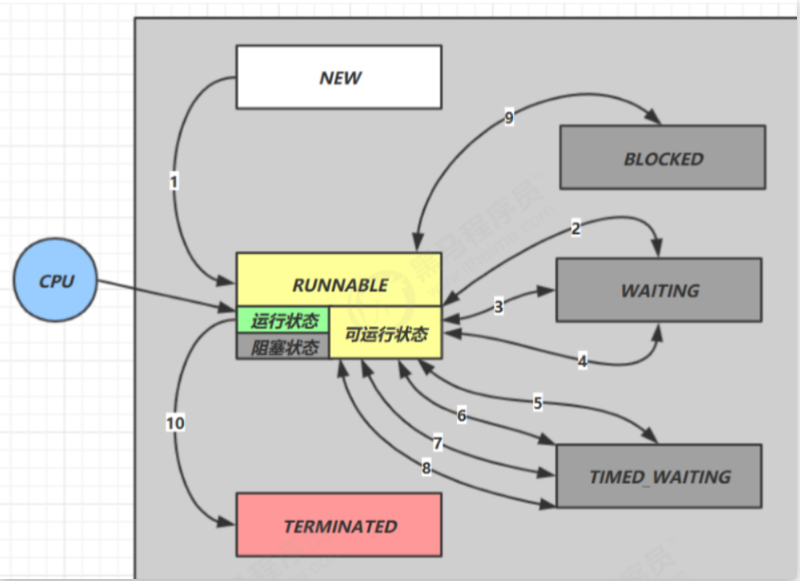 NEW
9
BLOCKED
1
2
CPU
RUNNABLE
WAITING
3
运行状态
可运行状态
阻塞状态
4
5
6
10
7
8
TIMED_WAITING
TERMINATED
黑马程序员